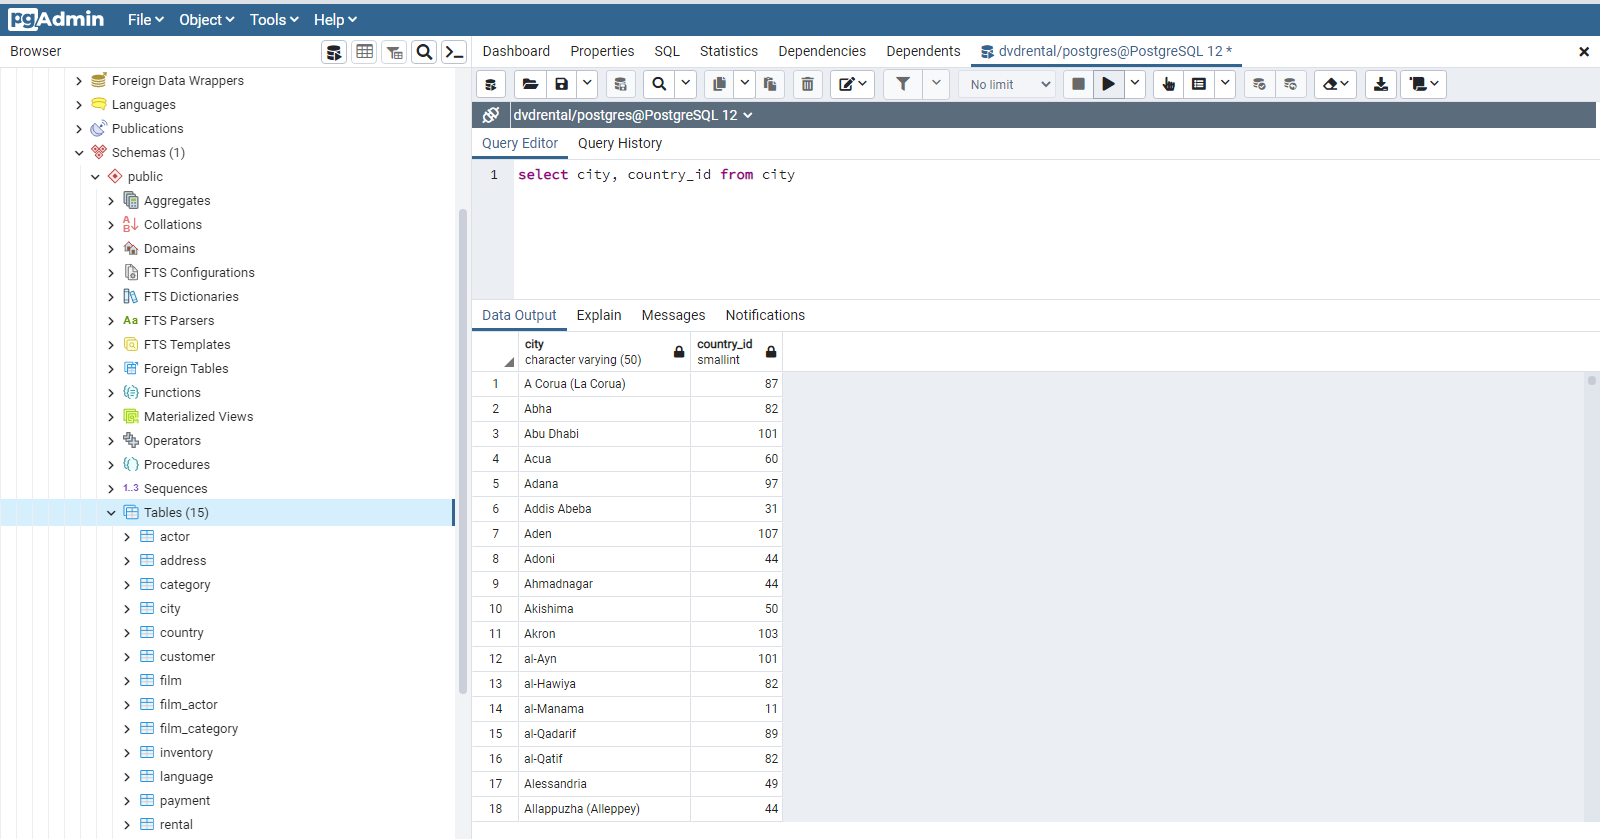 pgAdmin File Object Tools Help
Browser
Dashboard Properties SQL Statistics Dependencies Dependents dvdrental/postgres@PostgreSQL 12 *
No limit
dvdrental/postgres@PostgreSQL 12
Query Editor Query History
1 select city, country_id from city
Foreign Data Wrappers
Languages
Publications
Schemas (1)
public
Aggregates
Collations
Domains
FTS Configurations
FTS Dictionaries
Aa FTS Parsers
FTS Templates
Foreign Tables
Functions
Materialized Views
Operators
Procedures
1..3 Sequences
Tables (15)
actor
address
category
city
country
customer
film
film_actor
film_category
inventory
language
payment
rental
Data Output Explain Messages Notifications
city country_id
character varying (50) smallint
1 A Corua (La Corua) 87
2 Abha 82
3 Abu Dhabi 101
4 Acua 60
5 Adana 97
6 Addis Abeba 31
7 Aden 107
8 Adoni 44
9 Ahmadnagar 44
10 Akishima 50
11 Akron 103
12 al-Ayn 101
13 al-Hawiya 82
14 al-Manama 11
15 al-Qadarif 89
16 al-Qatif 82
17 Alessandria 49
18 Allappuzha (Alleppey) 44